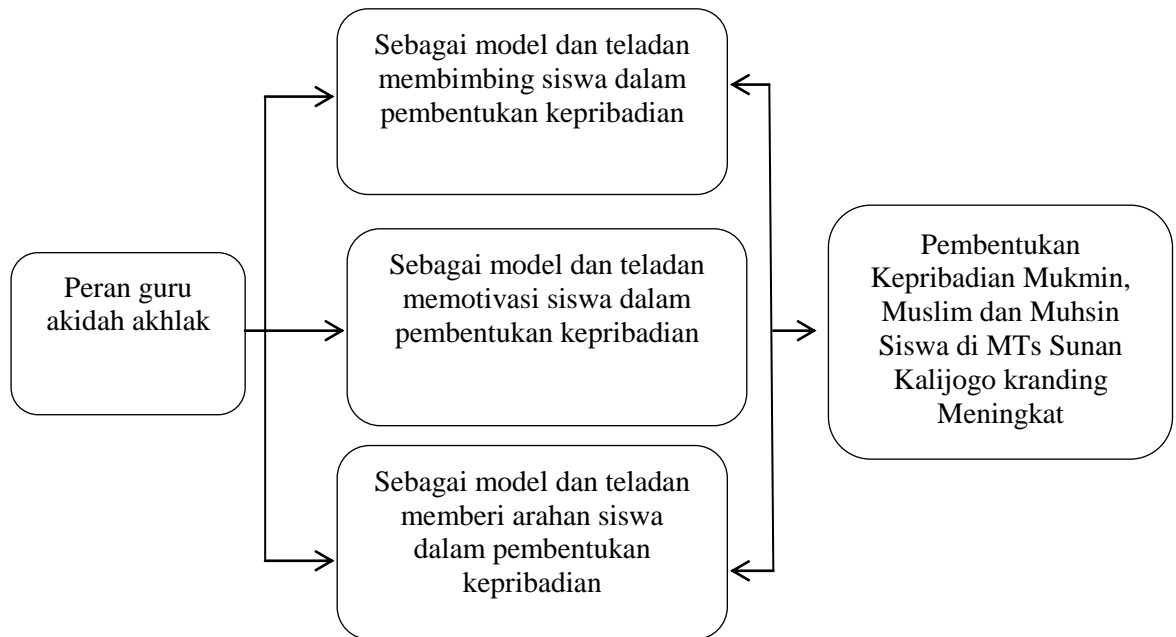 Peran guru
akidah akhlak
Sebagai model dan teladan
membimbing siswa dalam
pembentukan kepribadian
Sebagai model dan teladan
memotivasi siswa dalam
pembentukan kepribadian
Sebagai model dan teladan
memberi arahan siswa
dalam pembentukan
kepribadian
Pembentukan
Kepribadian Mukmin,
Muslim dan Muhsin
Siswa di MTs Sunan
Kalijogo kranding
Meningkat